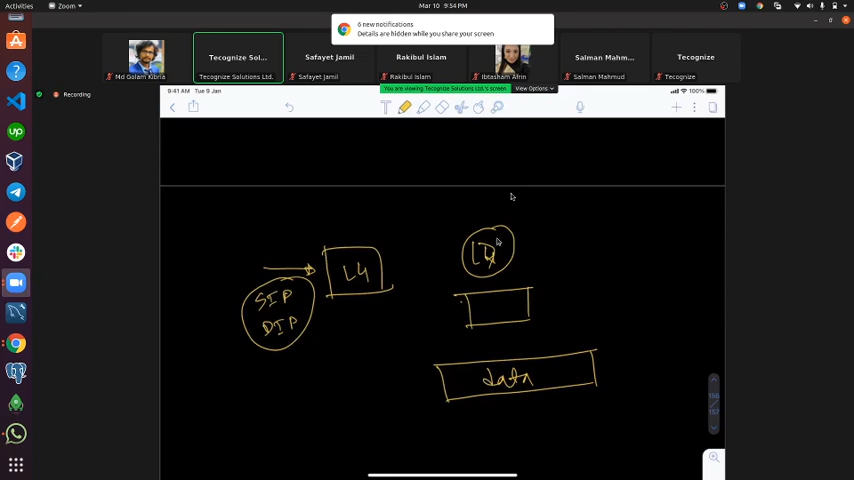 Activities
Zoom
Mar 10 9:54 PM
6 new notifications
Details are hidden while you share your screen
Tecognize Sol...
Safayet Jamil
Rakibul Islam
Salman Mahm...
Tecognize
Md Golam Kibria
Tecognize Solutions Ltd.
Safayet Jamil
Rakibul Islam
Ibtasham Afrin
Salman Mahmud
Tecognize
Recording
9:41 AM Tue 9 Jan
You are viewing Tecognize Solutions Ltd.'s screen
View Options
100%
L4
SIP
DIP
data
156
157